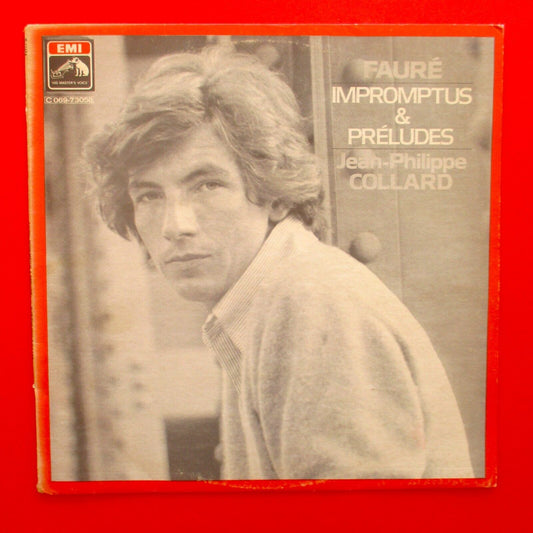 EMI
"HIS MASTER'S VOICE"
C 069-73058
FAURÉ
IMPROMPTUS
&
PRÉLUDES
Jean-Philippe
COLLARD